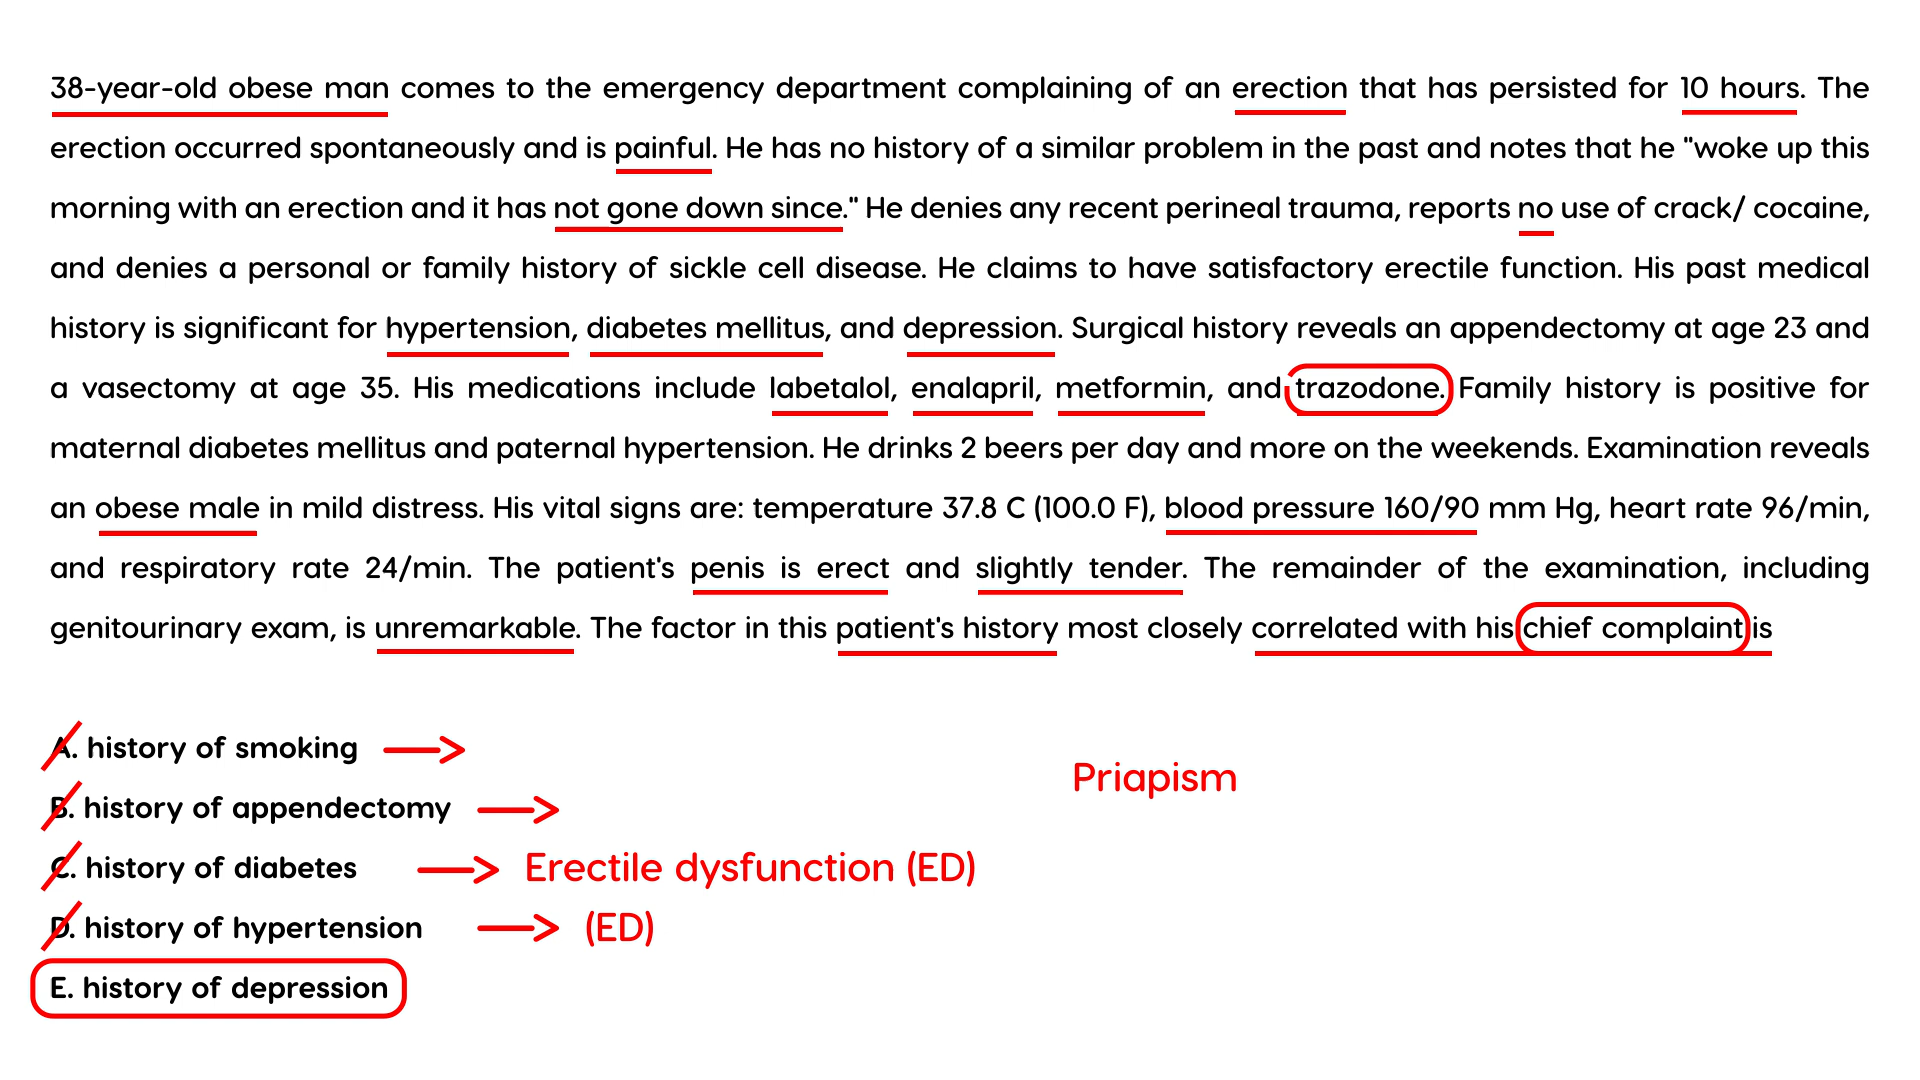 38-year-old obese man comes to the emergency department complaining of an erection that has persisted for 10 hours. The
erection occurred spontaneously and is painful. He has no history of a similar problem in the past and notes that he "woke up this
morning with an erection and it has not gone down since." He denies any recent perineal trauma, reports no use of crack/ cocaine,
and denies a personal or family history of sickle cell disease. He claims to have satisfactory erectile function. His past medical
history is significant for hypertension, diabetes mellitus, and depression. Surgical history reveals an appendectomy at age 23 and
a vasectomy at age 35. His medications include labetalol, enalapril, metformin, and trazodone. Family history is positive for
maternal diabetes mellitus and paternal hypertension. He drinks 2 beers per day and more on the weekends. Examination reveals
an obese male in mild distress. His vital signs are: temperature 37.8 C (100.0 F), blood pressure 160/90 mm Hg, heart rate 96/min,
and respiratory rate 24/min. The patient's penis is erect and slightly tender. The remainder of the examination, including
genitourinary exam, is unremarkable. The factor in this patient's history most closely correlated with his chief complaint is
A. history of smoking
Priapism
B. history of appendectomy
C. history of diabetes Erectile dysfunction (ED)
D. history of hypertension (ED)
E. history of depression